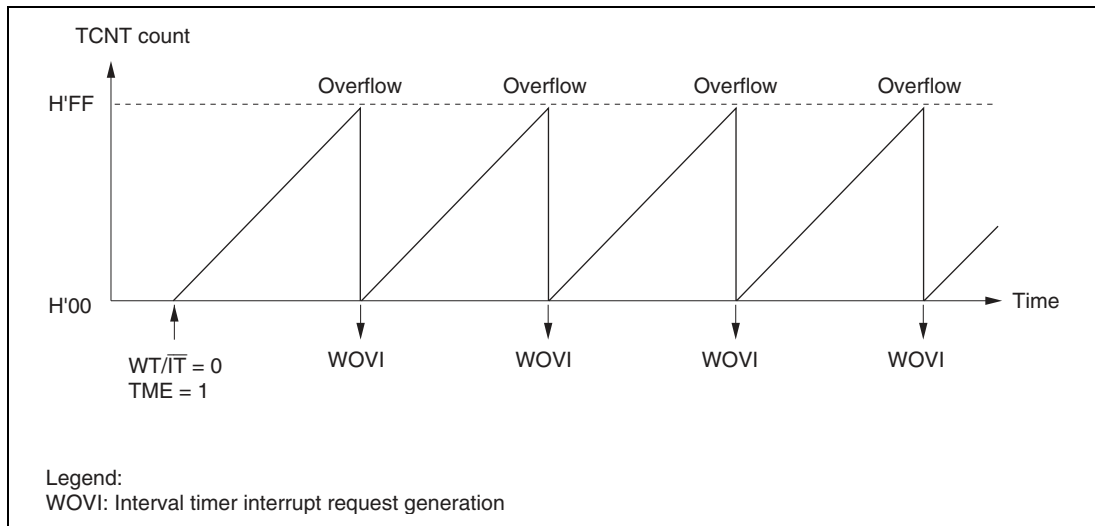 TCNT count
H'FF
Overflow
Overflow
Overflow
Overflow
H'00
Time
WT/I̅T̅ = 0
TME = 1
WOVI
WOVI
WOVI
WOVI
Legend:
WOVI: Interval timer interrupt request generation